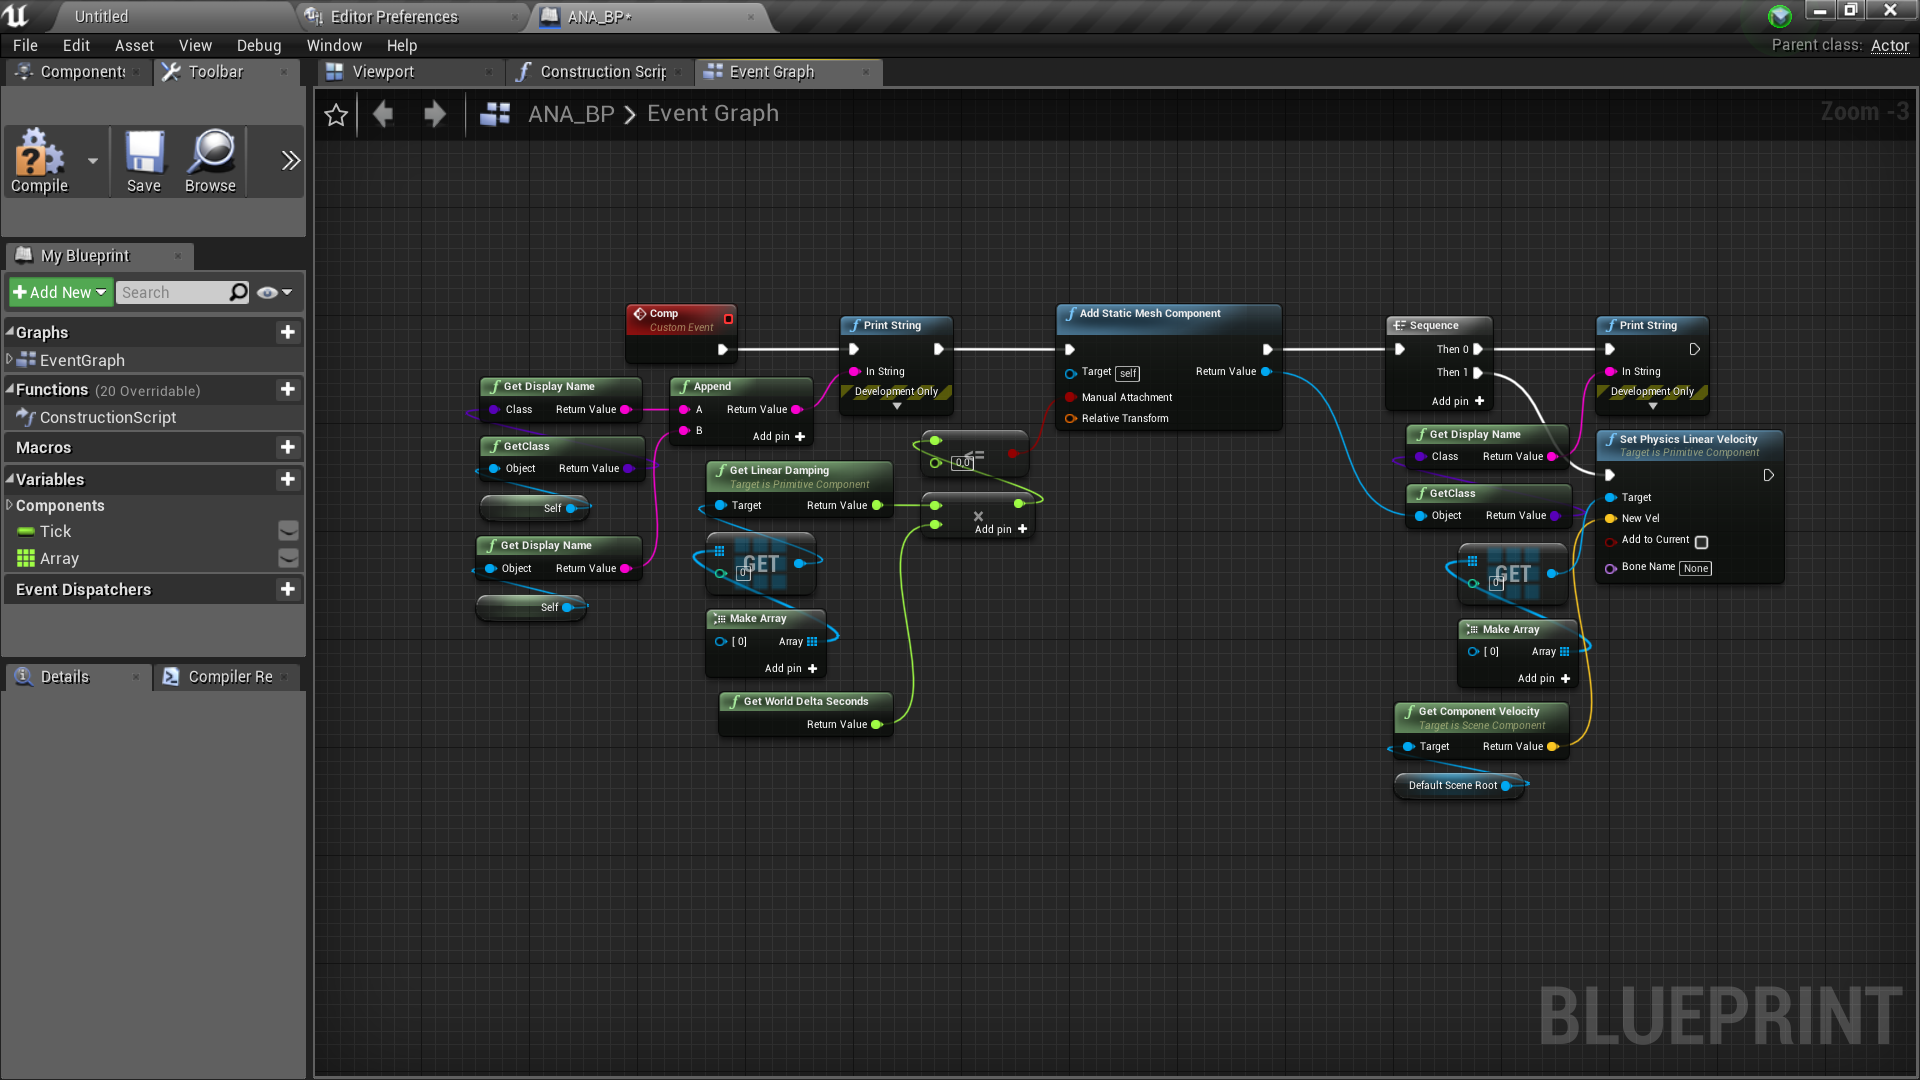 Untitled
Editor Preferences
ANA_BP*
File Edit Asset View Debug Window Help
Parent class: Actor
Components
Toolbar
Viewport
Construction Scrip
Event Graph
ANA_BP > Event Graph
Zoom -3
Compile
Save
Browse
My Blueprint
Add New
Search
Graphs
EventGraph
Functions (20 Overridable)
ConstructionScript
Macros
Variables
Components
Tick
Array
Event Dispatchers
Details
Compiler Re
Comp
Custom Event
Print String
In String
Development Only
Get Display Name
Class Return Value
GetClass
Object Return Value
Self
Get Display Name
Object Return Value
Self
Append
A Return Value
B
Add pin +
Get Linear Damping
Target is Primitive Component
Target Return Value
GET
0
Make Array
[0] Array
Add pin +
Get World Delta Seconds
Return Value
<=
0.0
×
Add pin +
Add Static Mesh Component
Target self Return Value
Manual Attachment
Relative Transform
Sequence
Then 0
Then 1
Add pin +
Print String
In String
Development Only
Get Display Name
Class Return Value
GetClass
Object Return Value
GET
0
Make Array
[0] Array
Add pin +
Get Component Velocity
Target is Scene Component
Target Return Value
Default Scene Root
Set Physics Linear Velocity
Target is Primitive Component
Target
New Vel
Add to Current
Bone Name None
BLUEPRINT